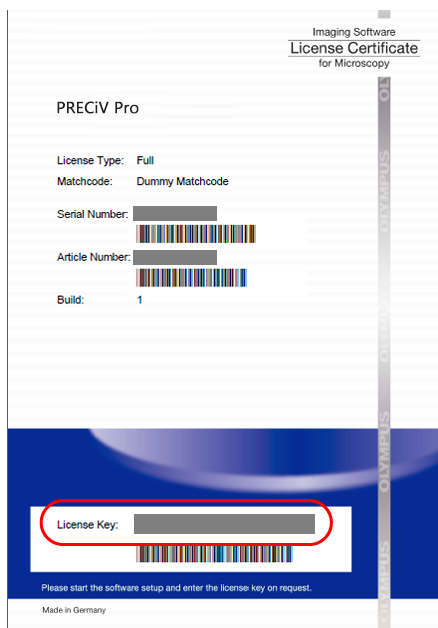 Imaging Software
License Certificate
for Microscopy
OLYMPUS
PRECiV Pro
License Type: Full
Matchcode: Dummy Matchcode
Serial Number:
Article Number:
Build: 1
OLYMPUS
OLYMPUS
OLYMPUS
License Key:
OLYMPUS
Please start the software setup and enter the license key on request.
Made in Germany